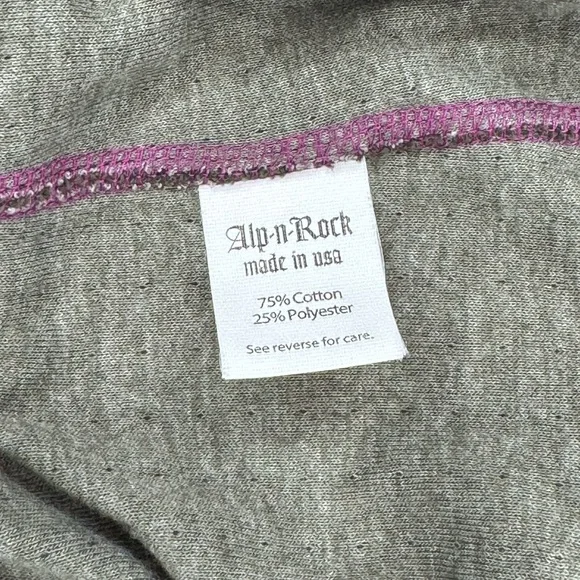 Alp-n-Rock
made in usa
75% Cotton
25% Polyester
See reverse for care.